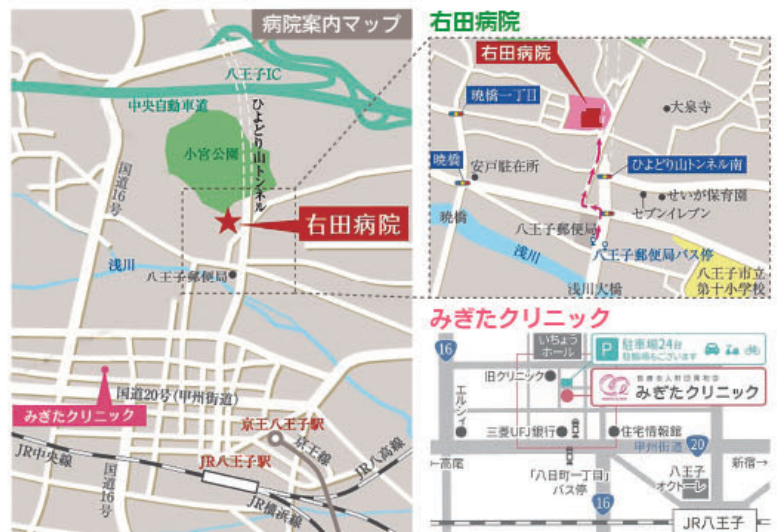 病院案内マップ
八王子IC
中央自動車道
ひよどり山トンネル
国道16号
小宮公園
右田病院
浅川
八王子郵便局
国道20号(甲州街道)
みぎたクリニック
京王八王子駅
京王線
JR八王子駅
JR八高線
JR中央線
国道16号
JR横浜線
右田病院
右田病院
暁橋一丁目
大泉寺
暁橋
安戸駐在所
ひよどり山トンネル南
せいが保育園
セブンイレブン
暁橋
八王子郵便局
八王子郵便局バス停
浅川
八王子市立
第十小学校
浅川大橋
みぎたクリニック
16
いちょう
ホール
P
駐車場24台
駐輪場もございます
旧クリニック
みぎたクリニック
エルシィ
三菱UFJ銀行
住宅情報館
甲州街道
20
←高尾
新宿→
「八日町一丁目」
バス停
八王子
オクトーレ
16
JR八王子